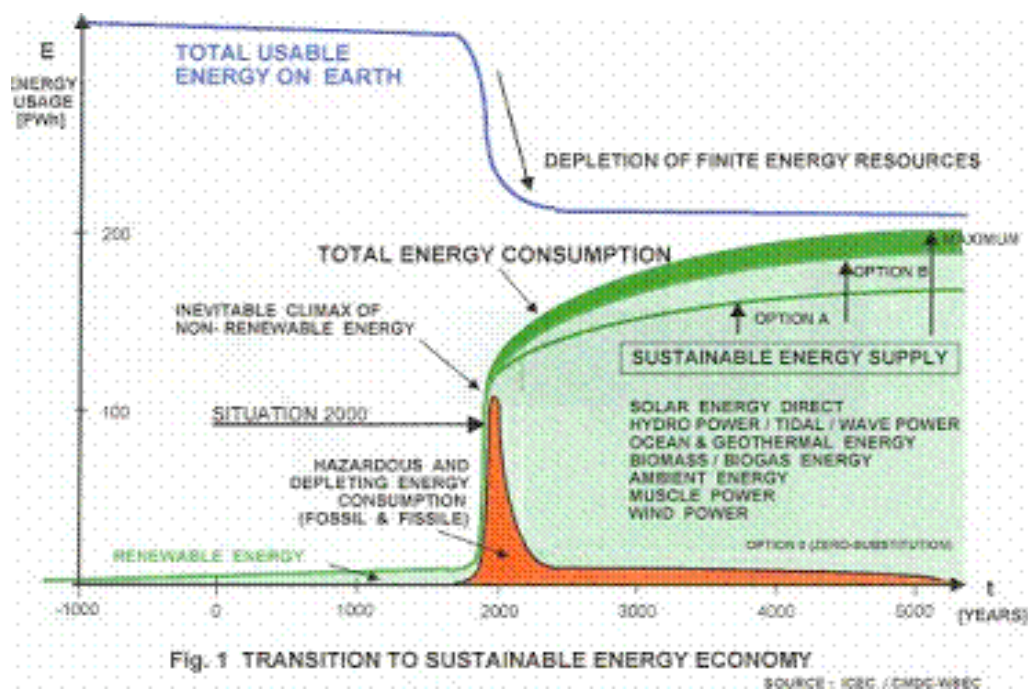 E
ENERGY
USAGE
[PWh]
TOTAL USABLE
ENERGY ON EARTH
DEPLETION OF FINITE ENERGY RESOURCES
200
TOTAL ENERGY CONSUMPTION
MAXIMUM
OPTION B
INEVITABLE CLIMAX OF
NON- RENEWABLE ENERGY
OPTION A
SUSTAINABLE ENERGY SUPPLY
100
SITUATION 2000
SOLAR ENERGY DIRECT
HYDRO POWER / TIDAL / WAVE POWER
OCEAN & GEOTHERMAL ENERGY
BIOMASS / BIOGAS ENERGY
AMBIENT ENERGY
MUSCLE POWER
WIND POWER
HAZARDOUS AND
DEPLETING ENERGY
CONSUMPTION
(FOSSIL & FISSILE)
OPTION 0 (ZERO-SUBSTITUTION)
RENEWABLE ENERGY
t
-1000 0 1000 2000 3000 4000 5000 [YEARS]
Fig. 1 TRANSITION TO SUSTAINABLE ENERGY ECONOMY
SOURCE - ICEC / CMDC-WSEC